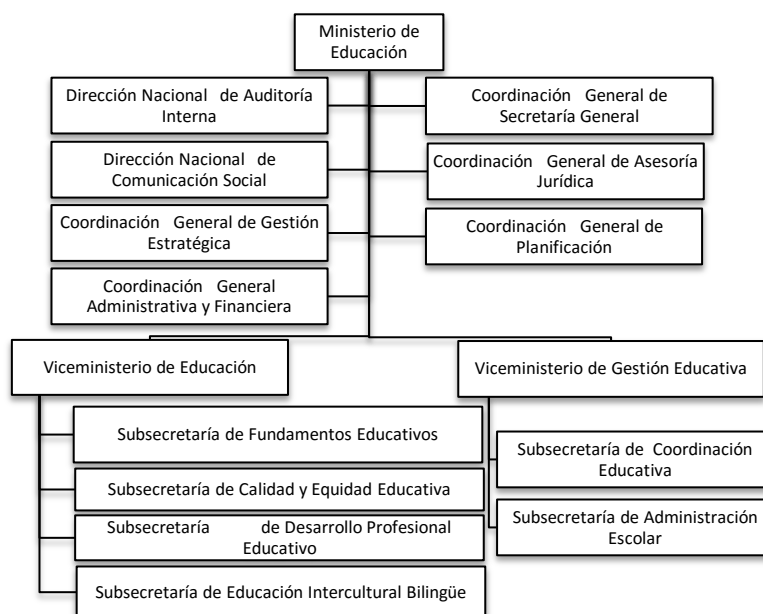 Ministerio de
Educación
Dirección Nacional de Auditoría
Interna
Coordinación General de
Secretaría General
Dirección Nacional de
Comunicación Social
Coordinación General de Asesoría
Jurídica
Coordinación General de Gestión
Estratégica
Coordinación General de
Planificación
Coordinación General
Administrativa y Financiera
Viceministerio de Educación
Viceministerio de Gestión Educativa
Subsecretaría de Fundamentos Educativos
Subsecretaría de Calidad y Equidad Educativa
Subsecretaría de Desarrollo Profesional
Educativo
Subsecretaría de Educación Intercultural Bilingüe
Subsecretaría de Coordinación
Educativa
Subsecretaría de Administración
Escolar